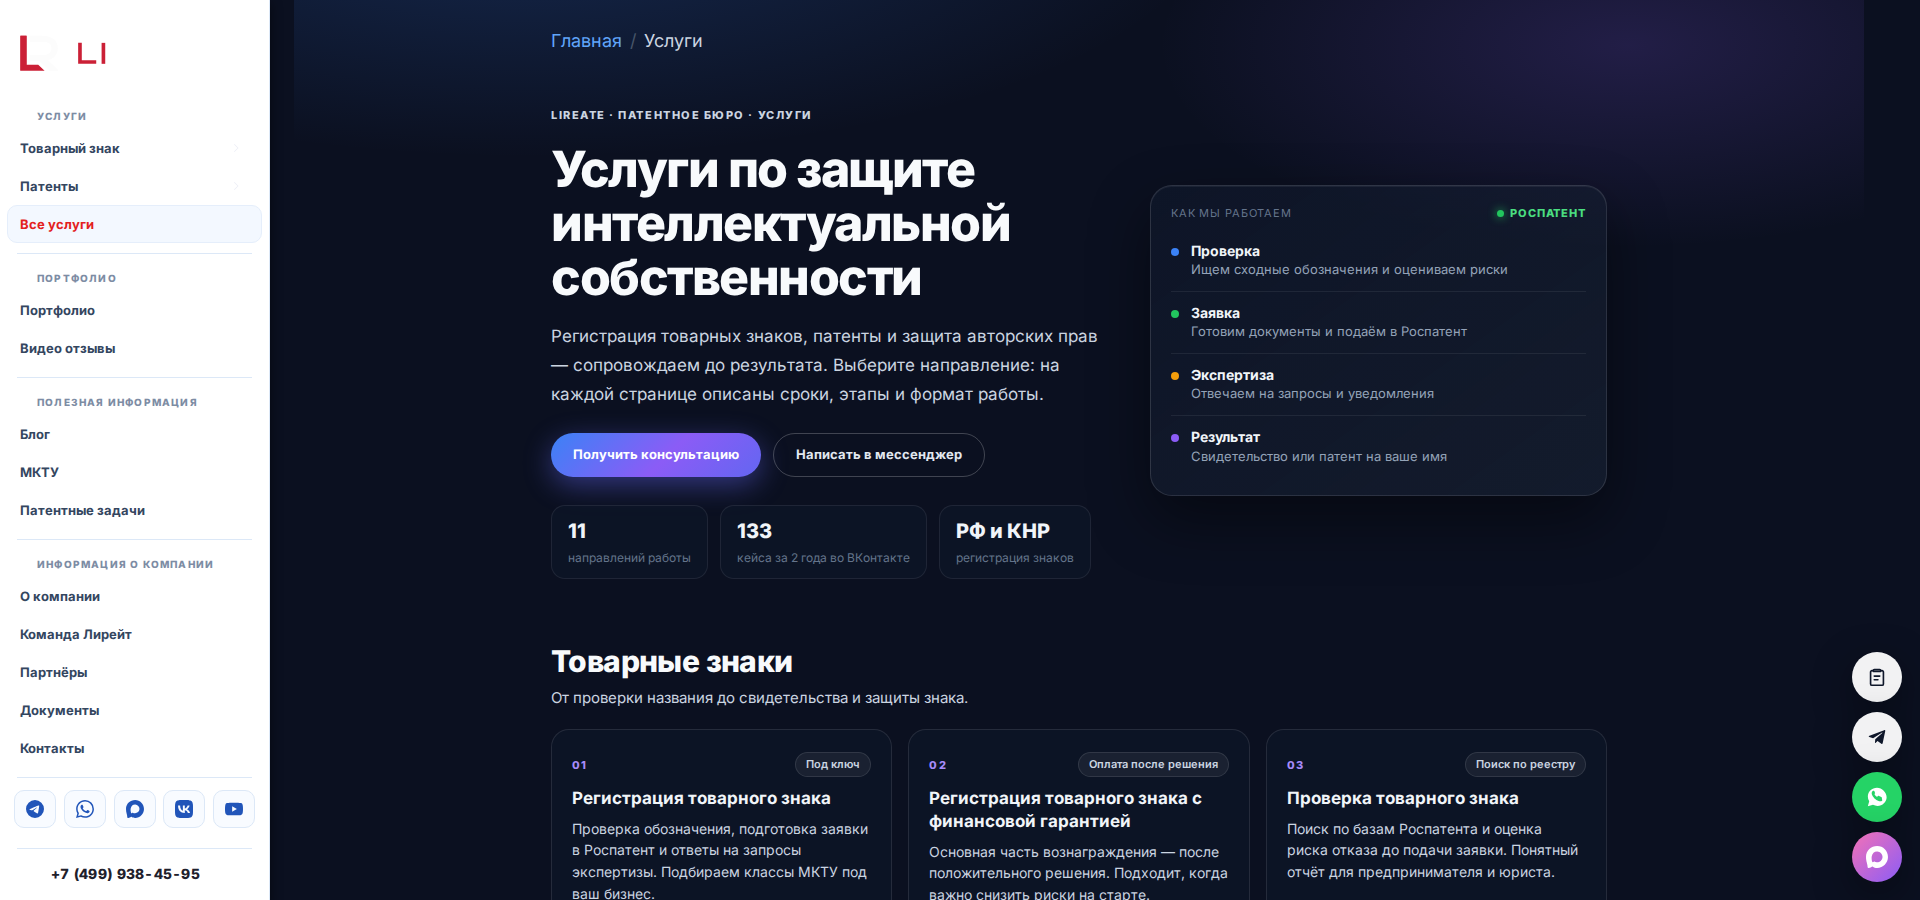 LI
УСЛУГИ
Товарный знак
Патенты
Все услуги
ПОРТФОЛИО
Портфолио
Видео отзывы
ПОЛЕЗНАЯ ИНФОРМАЦИЯ
Блог
МКТУ
Патентные задачи
ИНФОРМАЦИЯ О КОМПАНИИ
О компании
Команда Лирейт
Партнёры
Документы
Контакты
+7 (499) 938-45-95
Главная / Услуги
LIREATE · ПАТЕНТНОЕ БЮРО · УСЛУГИ
Услуги по защите
интеллектуальной
собственности
Регистрация товарных знаков, патенты и защита авторских прав
— сопровождаем до результата. Выберите направление: на
каждой странице описаны сроки, этапы и формат работы.
Получить консультацию
Написать в мессенджер
11
направлений работы
133
кейса за 2 года во ВКонтакте
РФ и КНР
регистрация знаков
КАК МЫ РАБОТАЕМ
РОСПАТЕНТ
Проверка
Ищем сходные обозначения и оцениваем риски
Заявка
Готовим документы и подаём в Роспатент
Экспертиза
Отвечаем на запросы и уведомления
Результат
Свидетельство или патент на ваше имя
Товарные знаки
От проверки названия до свидетельства и защиты знака.
01
Под ключ
Регистрация товарного знака
Проверка обозначения, подготовка заявки
в Роспатент и ответы на запросы
экспертизы. Подбираем классы МКТУ под
ваш бизнес.
02
Оплата после решения
Регистрация товарного знака с
финансовой гарантией
Основная часть вознаграждения — после
положительного решения. Подходит, когда
важно снизить риски на старте.
03
Поиск по реестру
Проверка товарного знака
Поиск по базам Роспатента и оценка
риска отказа до подачи заявки. Понятный
отчёт для предпринимателя и юриста.